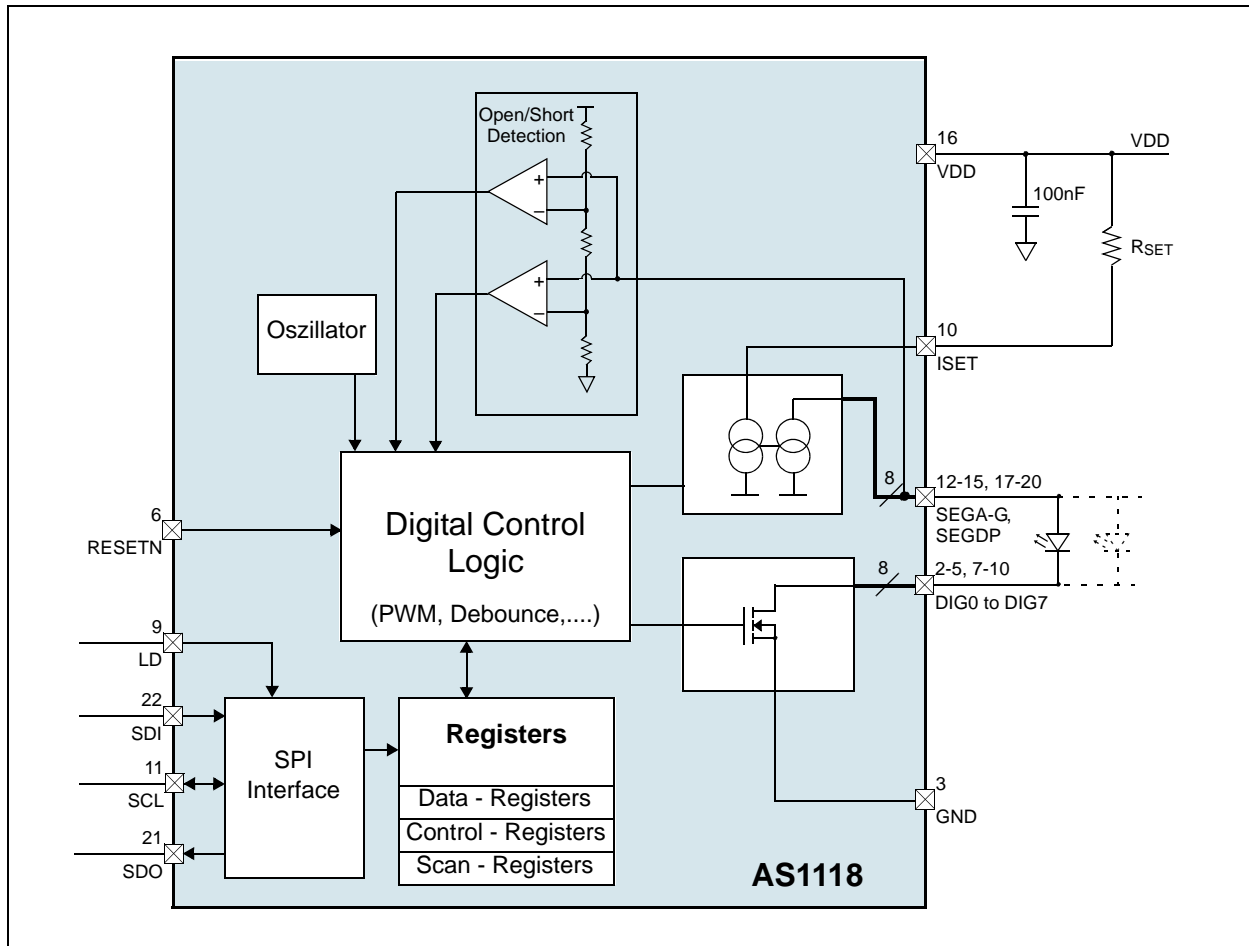 Open/Short
Detection
+
–
+
–
16
VDD
VDD
100nF
RSET
Oszillator
10
ISET
8
12-15, 17-20
SEGA-G,
SEGDP
6
RESETN
Digital Control
Logic
(PWM, Debounce,....)
8
2-5, 7-10
DIG0 to DIG7
9
LD
22
SDI
11
SCL
21
SDO
SPI
Interface
Registers
Data - Registers
Control - Registers
Scan - Registers
3
GND
AS1118